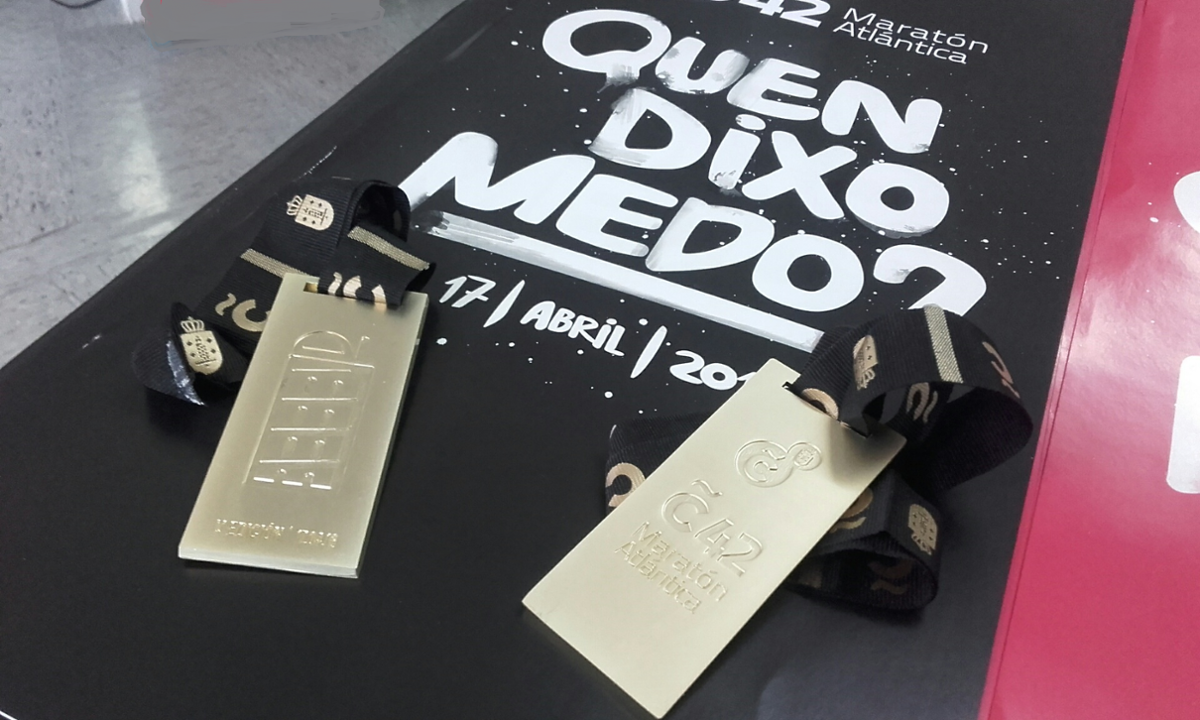 C42 Maratón
Atlántica
QUEN
DiXO
MEDO?
17 | ABRiL | 20
C42
Maratón
Atlántica